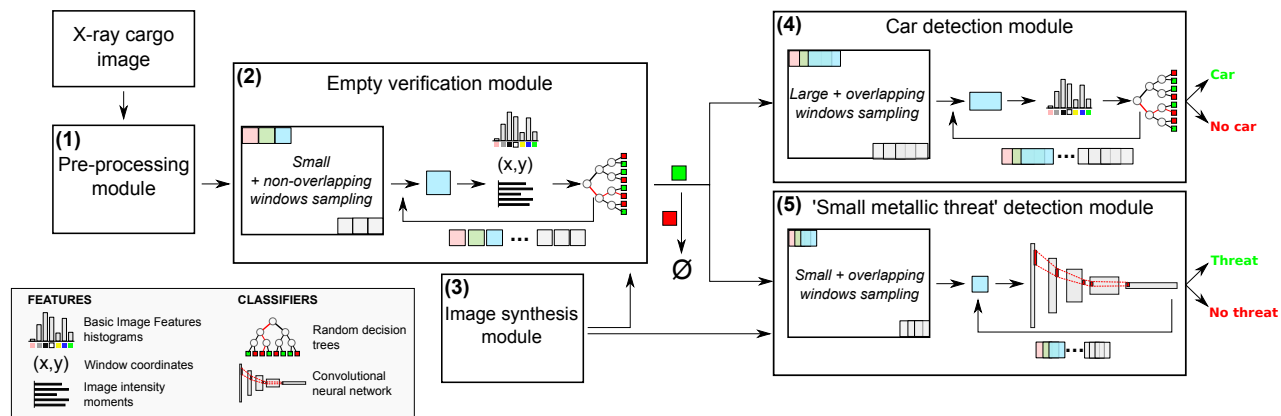 X-ray cargo
image
(1)
Pre-processing
module
(2)
Empty verification module
Small
+ non-overlapping
windows sampling
(x,y)
...
Ø
(3)
Image synthesis
module
(4)
Car detection module
Large + overlapping
windows sampling
...
Car
No car
(5)
'Small metallic threat' detection module
Small + overlapping
windows sampling
...
Threat
No threat
FEATURES
Basic Image Features
histograms
(x,y)
Window coordinates
Image intensity
moments
CLASSIFIERS
Random decision
trees
Convolutional
neural network